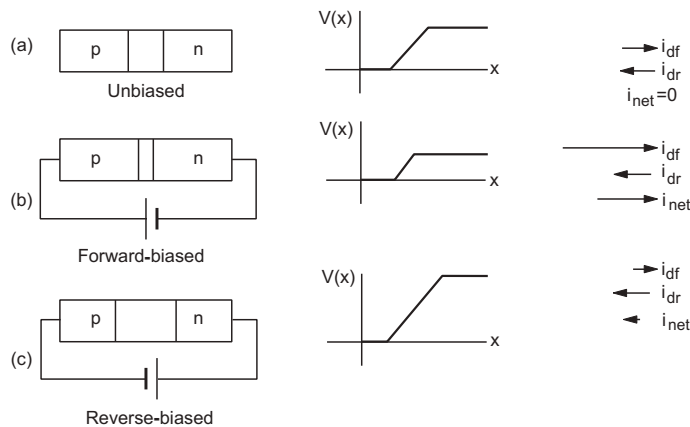 (a)
p
n
Unbiased
V(x)
x
i_df
i_dr
i_net=0
(b)
p
n
Forward-biased
V(x)
x
i_df
i_dr
i_net
(c)
p
n
Reverse-biased
V(x)
x
i_df
i_dr
i_net